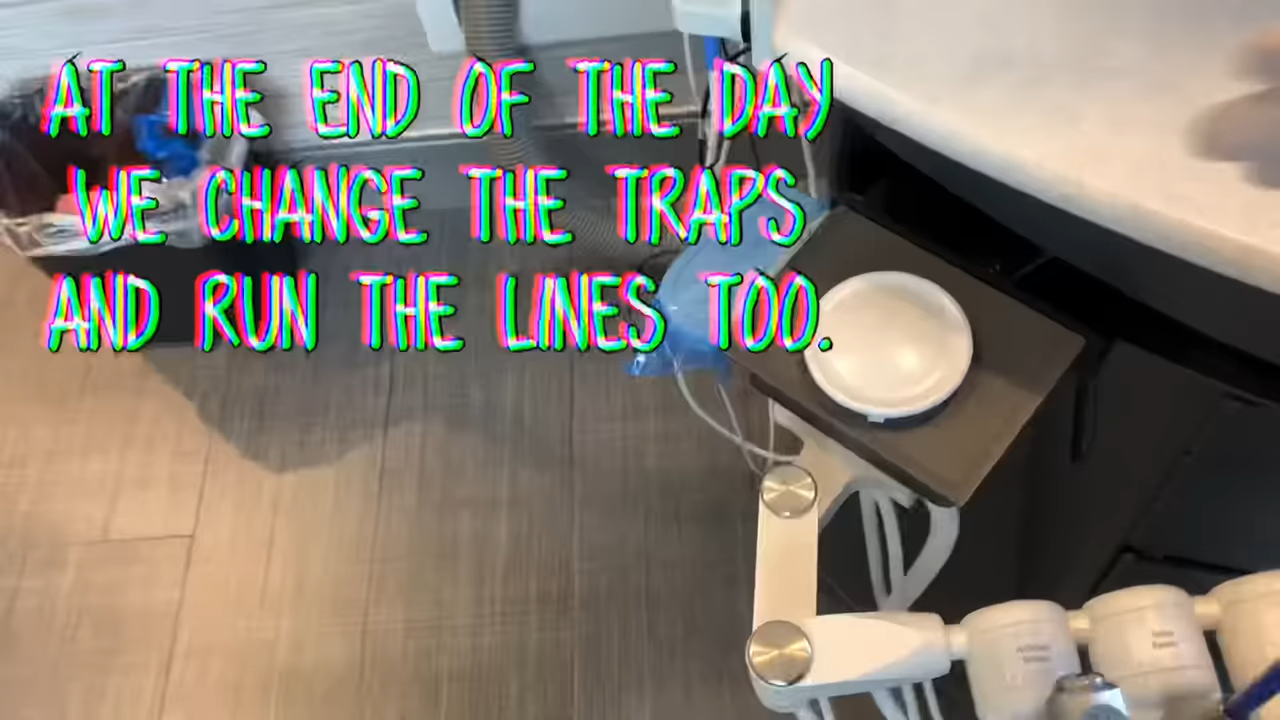 AT THE END OF THE DAY
WE CHANGE THE TRAPS
AND RUN THE LINES TOO.